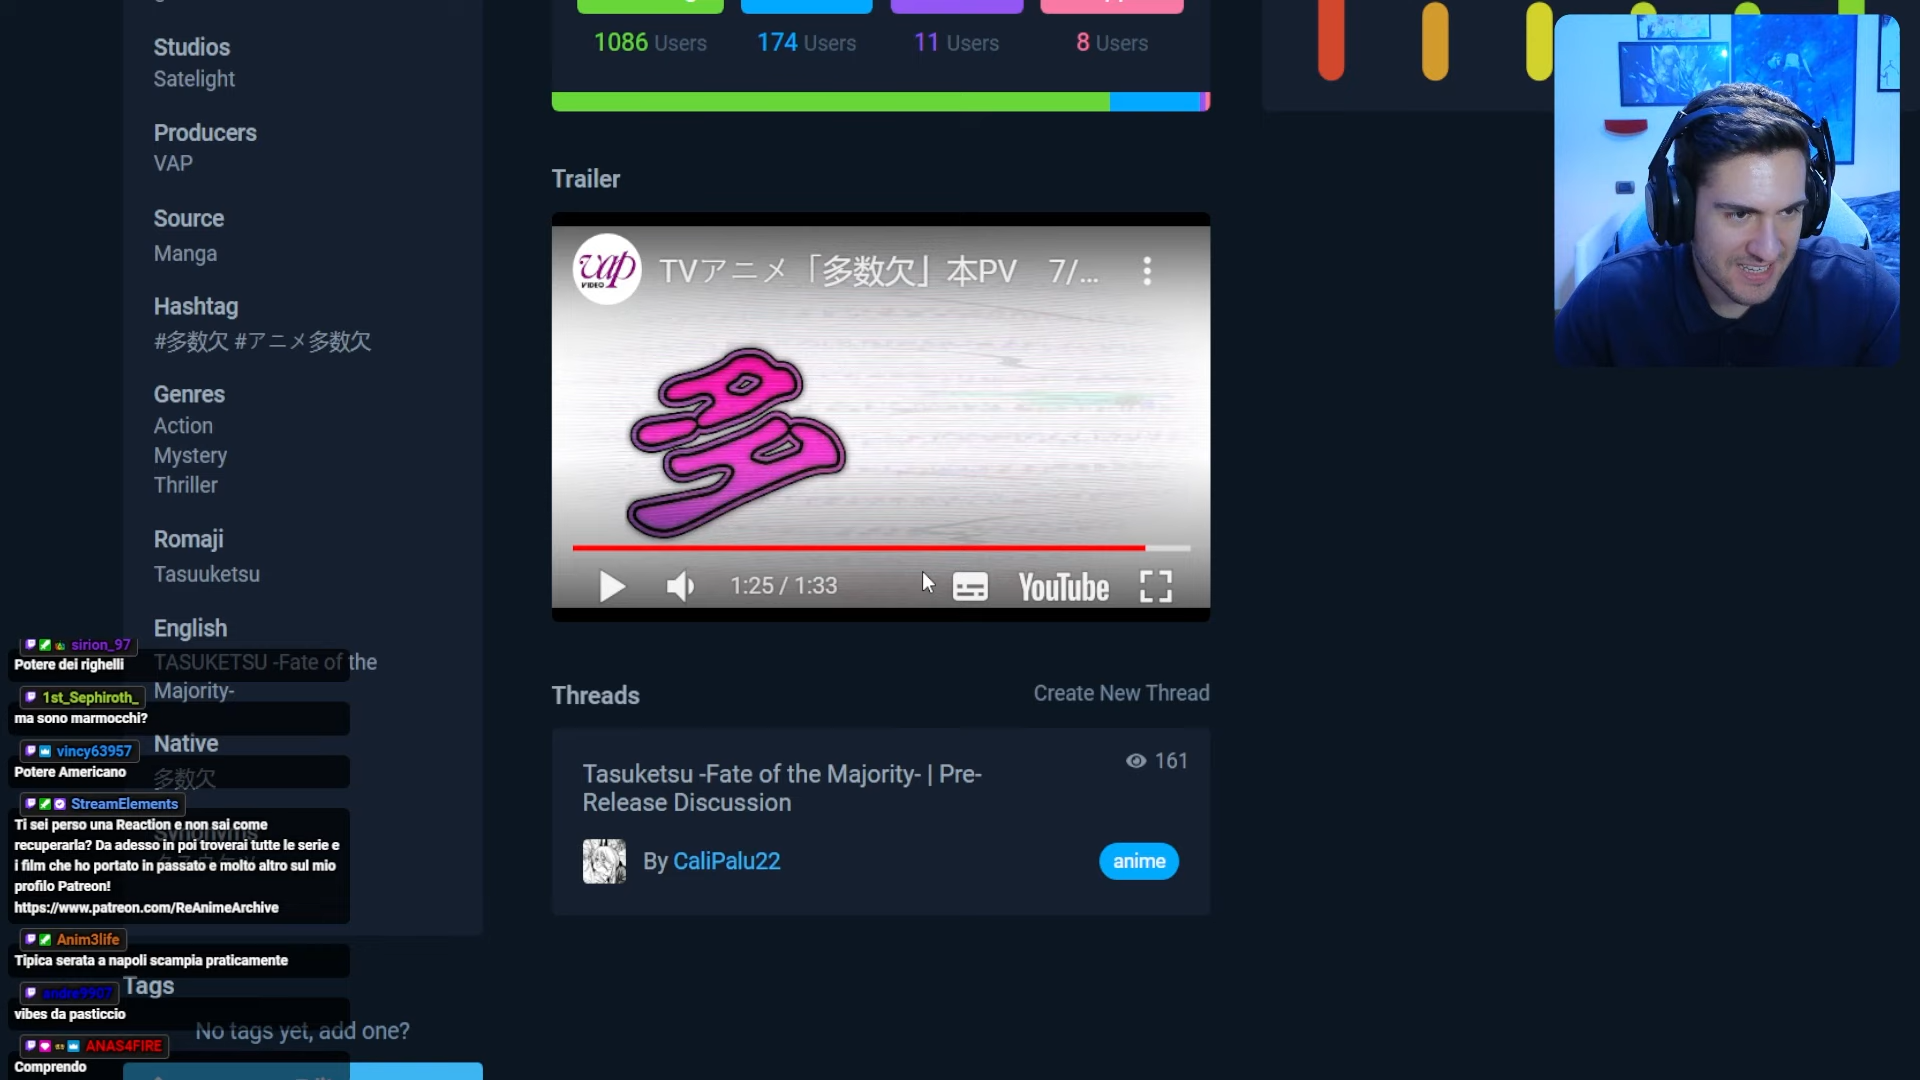 Studios
Satelight
Producers
VAP
Source
Manga
Hashtag
#多数欠 #アニメ多数欠
Genres
Action
Mystery
Thriller
Romaji
Tasuuketsu
English
TASUKETSU -Fate of the
Majority-
Native
多数欠
Synonyms
Tags
No tags yet, add one?
1086 Users
174 Users
11 Users
8 Users
Trailer
vap
VIDEO
TVアニメ「多数欠」本PV 7/...
多
1:25 / 1:33
YouTube
Threads
Create New Thread
Tasuketsu -Fate of the Majority- | Pre-
Release Discussion
161
By CaliPalu22
anime
sirion_97
Potere dei righelli
1st_Sephiroth_
ma sono marmocchi?
vincy63957
Potere Americano
StreamElements
Ti sei perso una Reaction e non sai come
recuperarla? Da adesso in poi troverai tutte le serie e
i film che ho portato in passato e molto altro sul mio
profilo Patreon!
https://www.patreon.com/ReAnimeArchive
Anim3life
Tipica serata a napoli scampia praticamente
andre9907
vibes da pasticcio
ANAS4FIRE
Comprendo